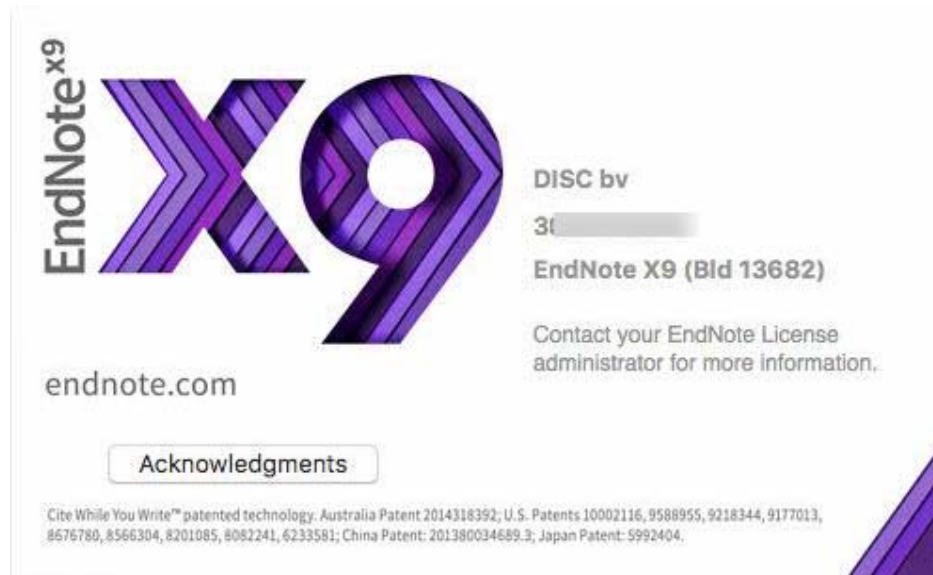 EndNote x9
X9
DISC bv
EndNote X9 (Bld 13682)
Contact your EndNote License
administrator for more information.
endnote.com
Acknowledgments
Cite While You Write™ patented technology. Australia Patent 2014318392; U.S. Patents 10002116, 9588955, 9218344, 9177013,
8676780, 8566304, 8201085, 8082241, 6233581; China Patent: 201380034689.3; Japan Patent: 5992404.